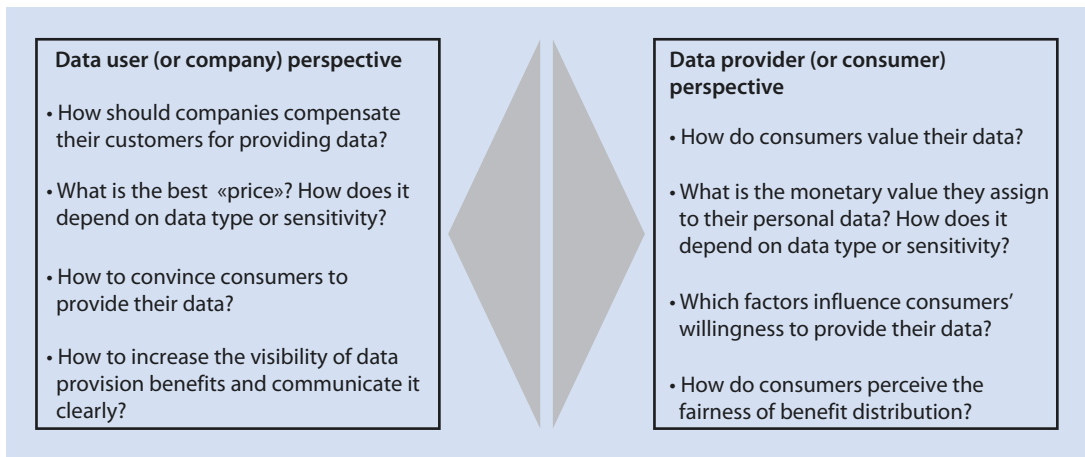 Data user (or company) perspective
• How should companies compensate
their customers for providing data?
• What is the best «price»? How does it
depend on data type or sensitivity?
• How to convince consumers to
provide their data?
• How to increase the visibility of data
provision benefits and communicate it
clearly?
Data provider (or consumer)
perspective
• How do consumers value their data?
• What is the monetary value they assign
to their personal data? How does it
depend on data type or sensitivity?
• Which factors influence consumers’
willingness to provide their data?
• How do consumers perceive the
fairness of benefit distribution?